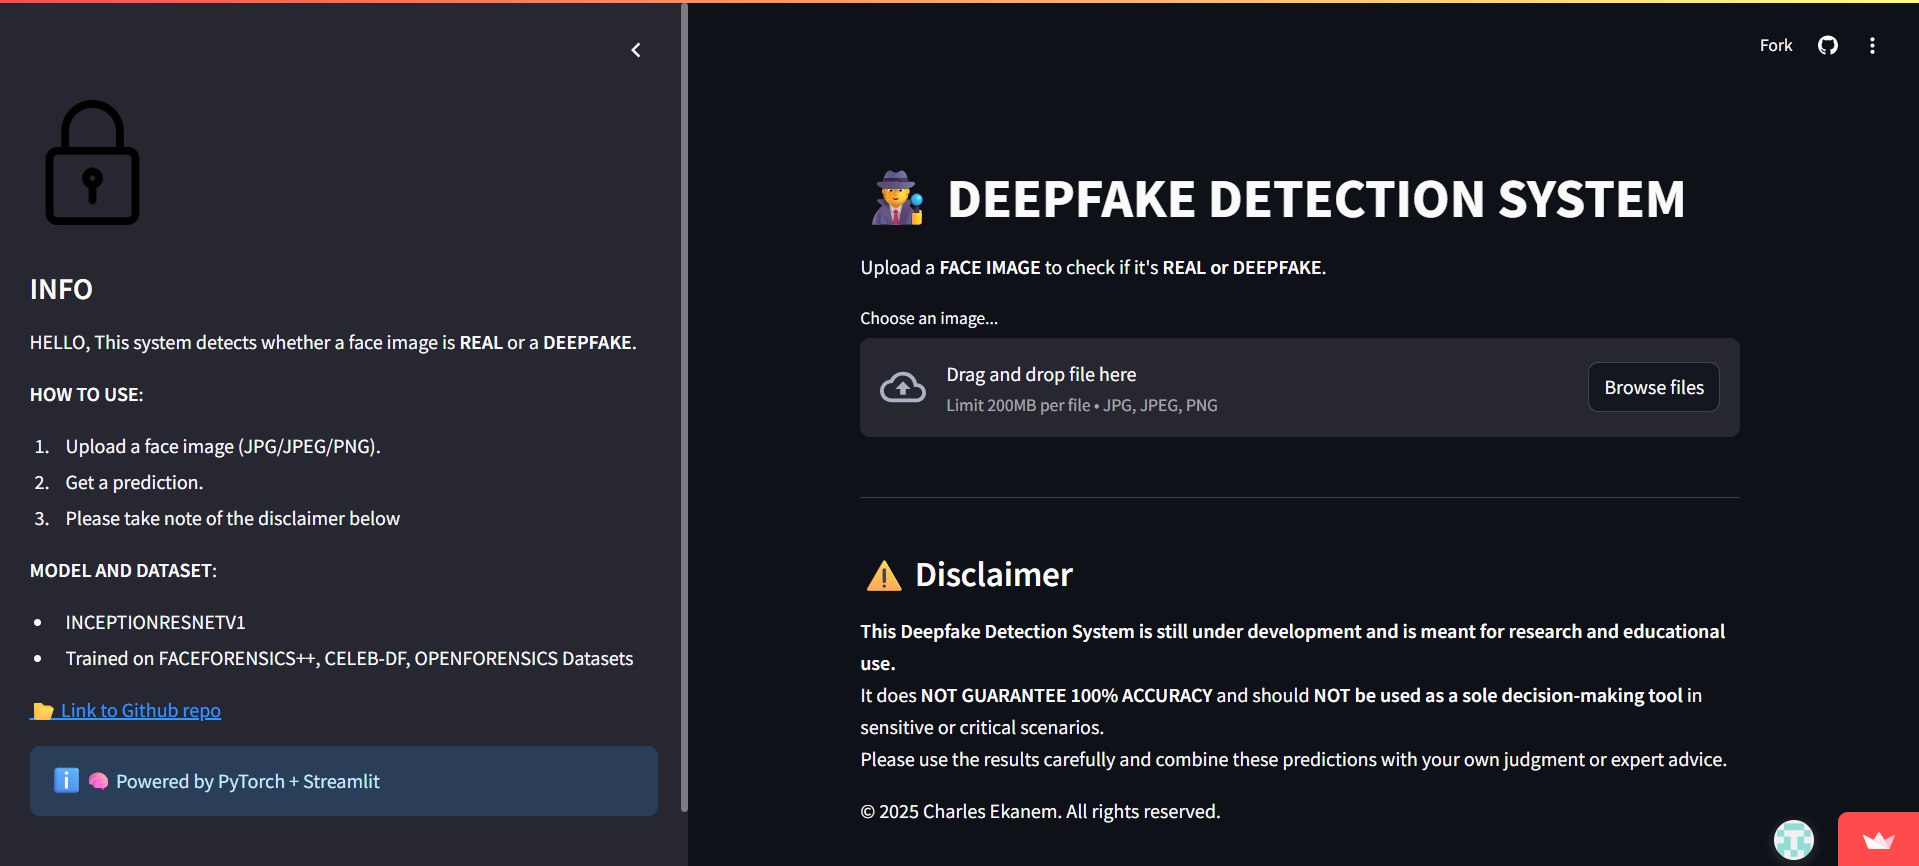 INFO
HELLO, This system detects whether a face image is REAL or a DEEPFAKE.
HOW TO USE:
1. Upload a face image (JPG/JPEG/PNG).
2. Get a prediction.
3. Please take note of the disclaimer below
MODEL AND DATASET:
• INCEPTIONRESNETV1
• Trained on FACEFORENSICS++, CELEB-DF, OPENFORENSICS Datasets
Link to Github repo
Powered by PyTorch + Streamlit
Fork
DEEPFAKE DETECTION SYSTEM
Upload a FACE IMAGE to check if it's REAL or DEEPFAKE.
Choose an image...
Drag and drop file here
Limit 200MB per file • JPG, JPEG, PNG
Browse files
Disclaimer
This Deepfake Detection System is still under development and is meant for research and educational
use.
It does NOT GUARANTEE 100% ACCURACY and should NOT be used as a sole decision-making tool in
sensitive or critical scenarios.
Please use the results carefully and combine these predictions with your own judgment or expert advice.
© 2025 Charles Ekanem. All rights reserved.